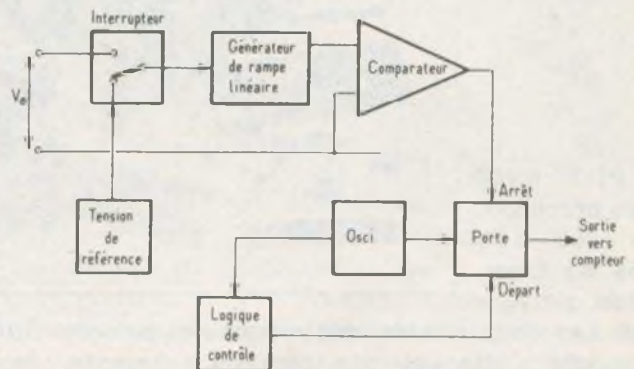 Interrupteur
Ve
Générateur
de rampe
linéaire
Comparateur
Tension
de
référence
Arrêt
Osci
Porte
Sortie
vers
compteur
Départ
Logique
de
contrôle